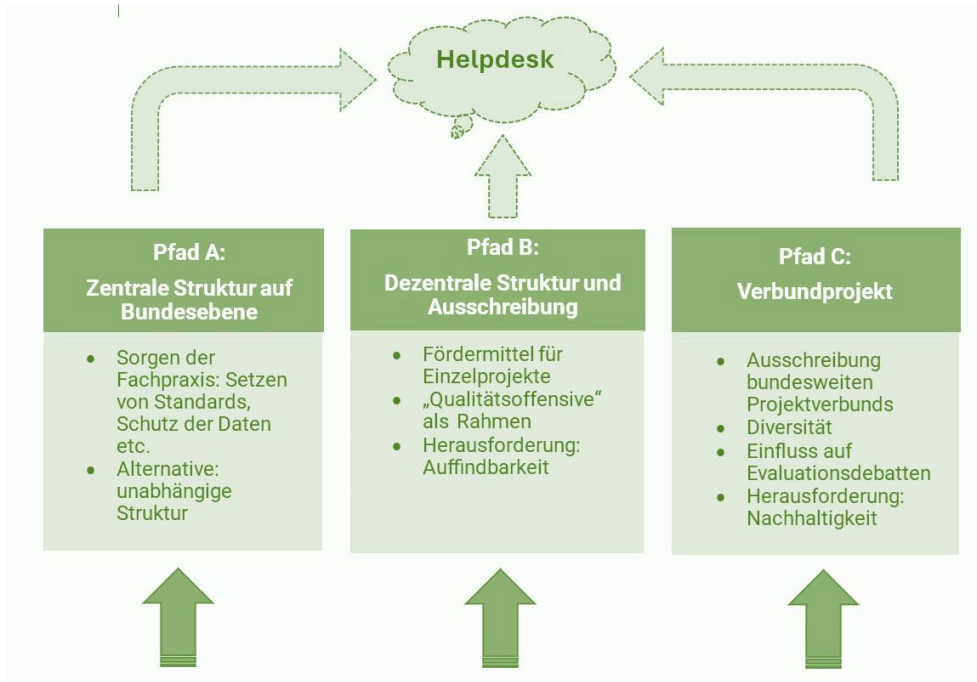 Helpdesk
Pfad A:
Zentrale Struktur auf
Bundesebene
• Sorgen der
Fachpraxis: Setzen
von Standards,
Schutz der Daten
etc.
• Alternative:
unabhängige
Struktur
Pfad B:
Dezentrale Struktur und
Ausschreibung
• Fördermittel für
Einzelprojekte
• „Qualitätsoffensive“
als Rahmen
• Herausforderung:
Auffindbarkeit
Pfad C:
Verbundprojekt
• Ausschreibung
bundesweiten
Projektverbunds
• Diversität
• Einfluss auf
Evaluationsdebatten
• Herausforderung:
Nachhaltigkeit